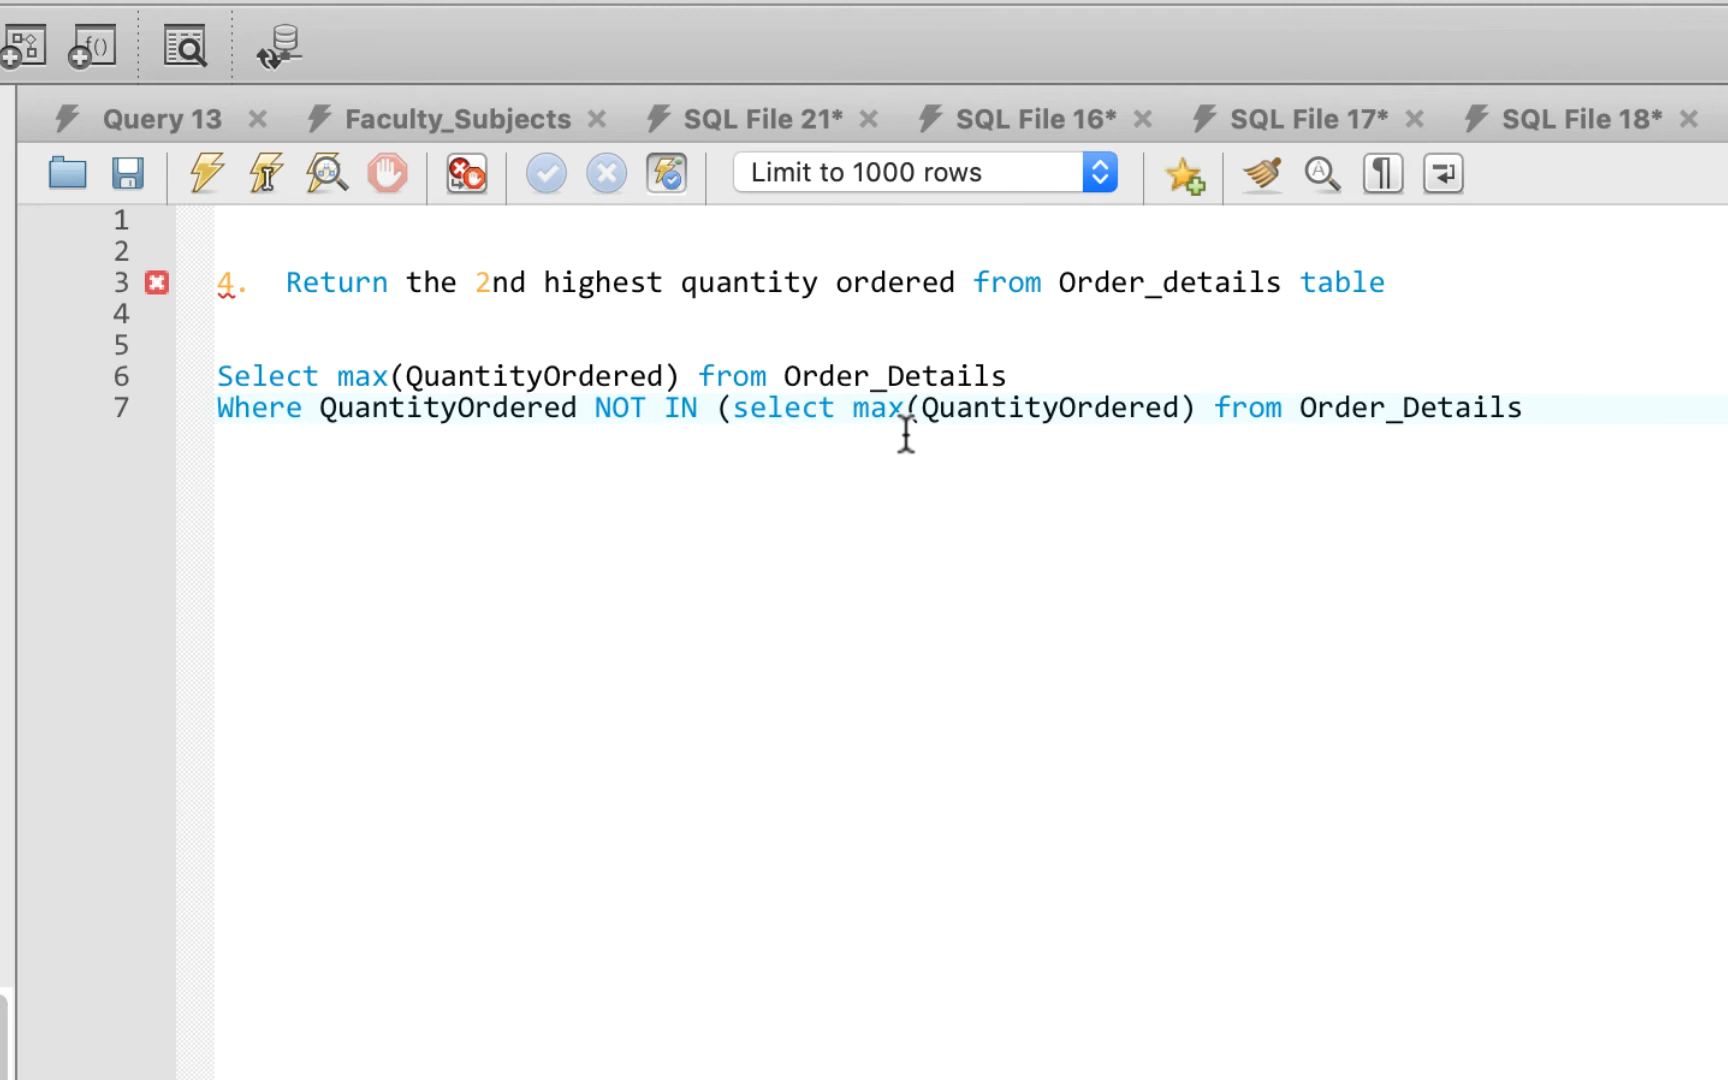 f()
Query 13 Faculty_Subjects SQL File 21* SQL File 16* SQL File 17* SQL File 18*
Limit to 1000 rows
1
2
3 4. Return the 2nd highest quantity ordered from Order_details table
4
5
6 Select max(QuantityOrdered) from Order_Details
7 Where QuantityOrdered NOT IN (select max(QuantityOrdered) from Order_Details